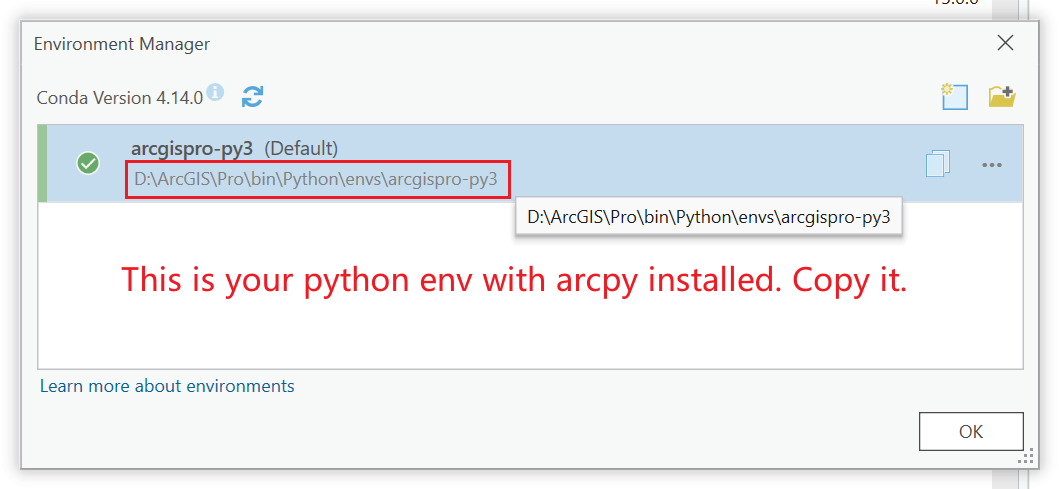 Environment Manager
Conda Version 4.14.0
arcgispro-py3 (Default)
D:\ArcGIS\Pro\bin\Python\envs\arcgispro-py3
D:\ArcGIS\Pro\bin\Python\envs\arcgispro-py3
This is your python env with arcpy installed. Copy it.
Learn more about environments
OK